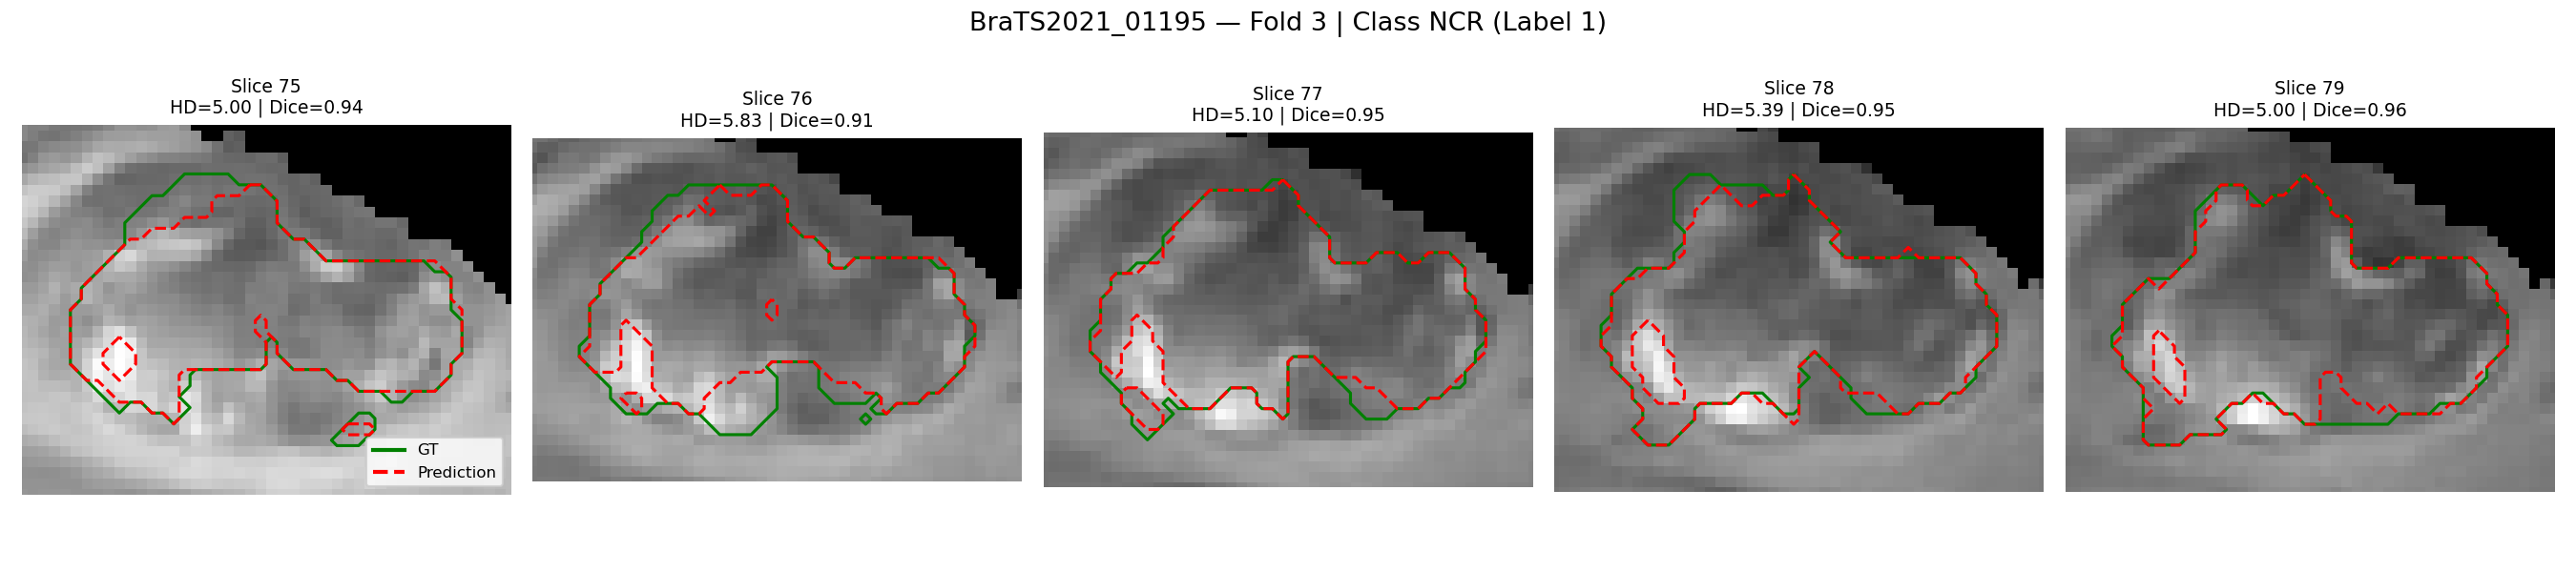 BraTS2021_01195 — Fold 3 | Class NCR (Label 1)
Slice 75
HD=5.00 | Dice=0.94
Slice 76
HD=5.83 | Dice=0.91
Slice 77
HD=5.10 | Dice=0.95
Slice 78
HD=5.39 | Dice=0.95
Slice 79
HD=5.00 | Dice=0.96
GT
Prediction